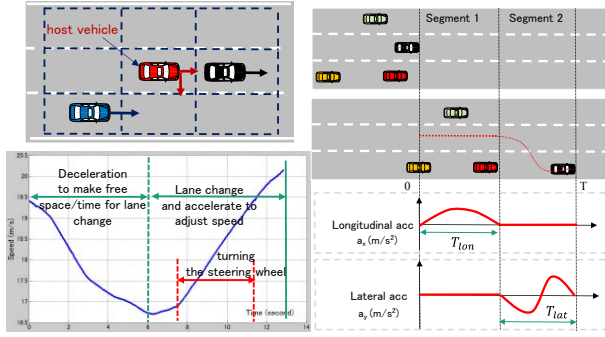 host vehicle
20.5
20
19.5
19
18.5
18
17.5
17
16.5
Speed (m/s)
Deceleration
to make free
space/time for lane
change
Lane change
and accelerate to
adjust speed
turning
the steering wheel
0
2
4
6
8
10
12
14
Time (second)
Segment 1
Segment 2
0
T
Longitudinal acc
aₓ (m/s²)
T_lon
Lateral acc
a_y (m/s²)
T_lat